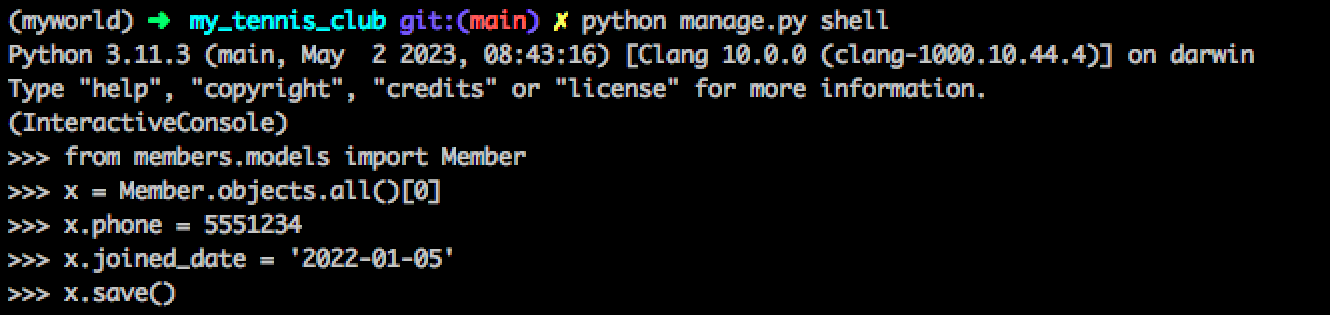 (myworld) ➜ my_tennis_club git:(main) ✗ python manage.py shell
Python 3.11.3 (main, May  2 2023, 08:43:16) [Clang 10.0.0 (clang-1000.10.44.4)] on darwin
Type "help", "copyright", "credits" or "license" for more information.
(InteractiveConsole)
>>> from members.models import Member
>>> x = Member.objects.all()[0]
>>> x.phone = 5551234
>>> x.joined_date = '2022-01-05'
>>> x.save()